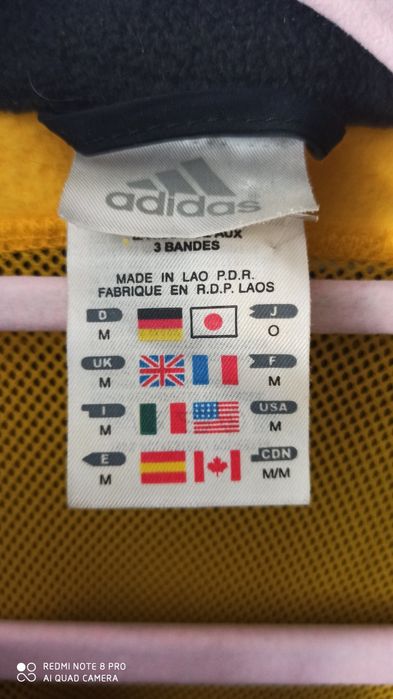 adidas
3 BANDES
MADE IN LAO P.D.R.
FABRIQUE EN R.D.P. LAOS
D J
M O
UK F
M M
I USA
M M
E CDN
M M/M
REDMI NOTE 8 PRO
AI QUAD CAMERA